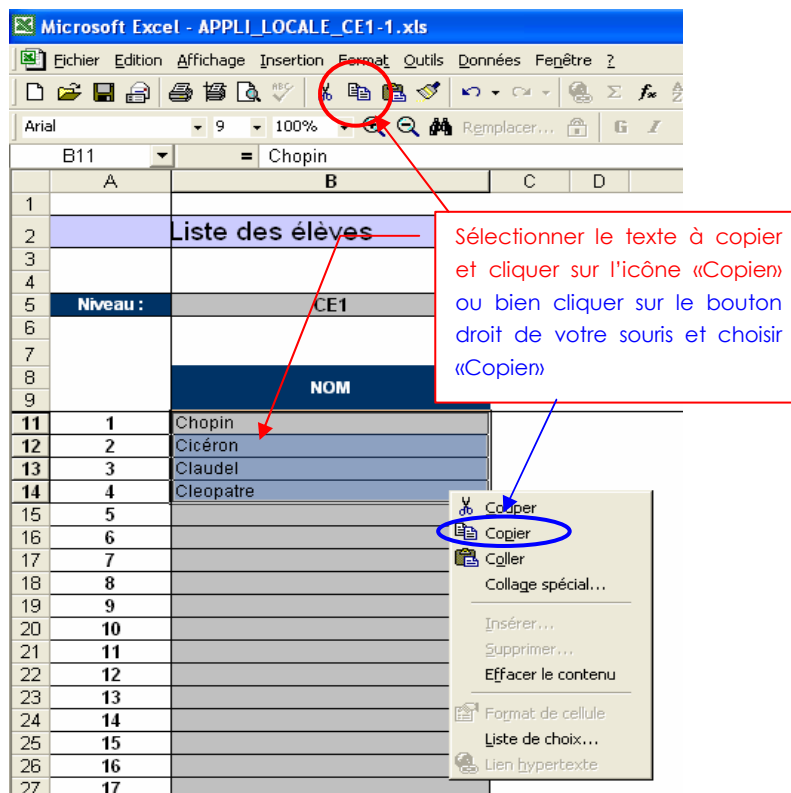 Microsoft Excel - APPLI_LOCALE_CE1-1.xls
Fichier Edition Affichage Insertion Format Outils Données Fenêtre ?
ABC Σ fx
Arial 9 100% Remplacer... G I
B11 = Chopin
A B C D
1
2 Liste des élèves
3
4
5 Niveau : CE1
6
7
8
NOM
9
11 1 Chopin
12 2 Cicéron
13 3 Claudel
14 4 Cleopatre
15 5
16 6
17 7
18 8
19 9
20 10
21 11
22 12
23 13
24 14
25 15
26 16
27 17
Sélectionner le texte à copier
et cliquer sur l'icône «Copier»
ou bien cliquer sur le bouton
droit de votre souris et choisir
«Copier»
Couper
Copier
Coller
Collage spécial...
Insérer...
Supprimer...
Effacer le contenu
Format de cellule
Liste de choix...
Lien hypertexte